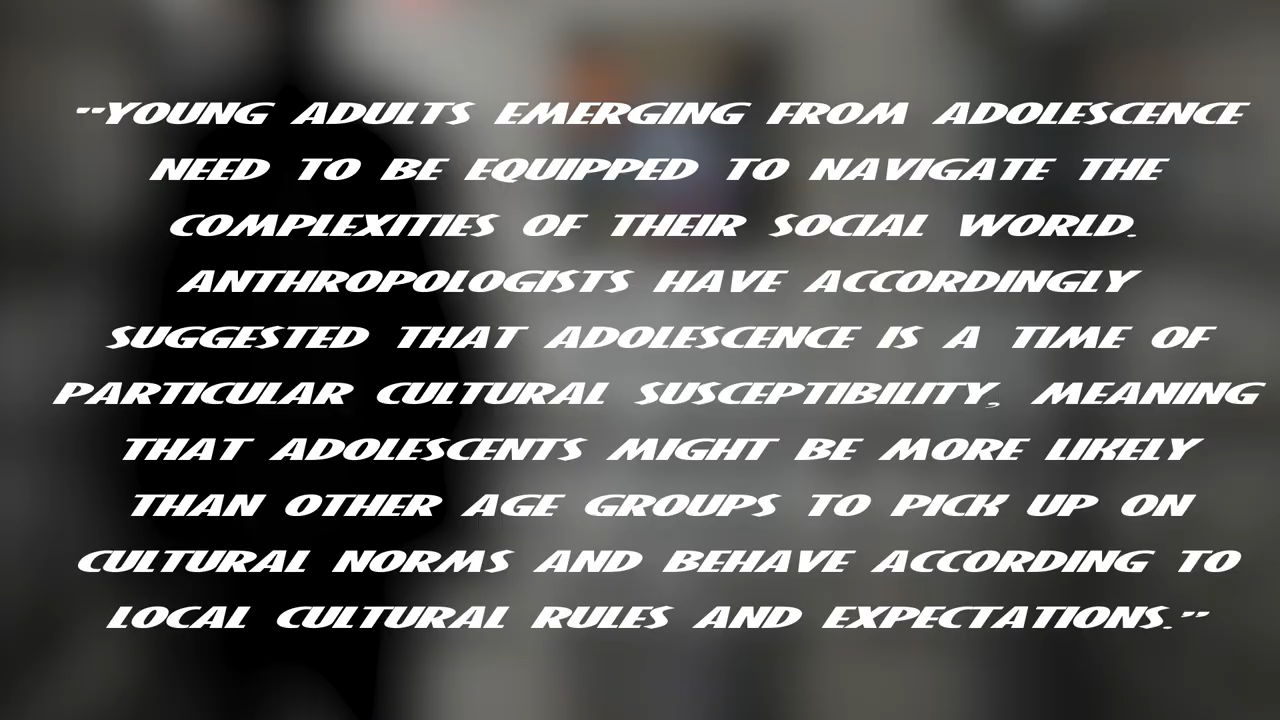 "YOUNG ADULTS EMERGING FROM ADOLESCENCE
NEED TO BE EQUIPPED TO NAVIGATE THE
COMPLEXITIES OF THEIR SOCIAL WORLD.
ANTHROPOLOGISTS HAVE ACCORDINGLY
SUGGESTED THAT ADOLESCENCE IS A TIME OF
PARTICULAR CULTURAL SUSCEPTIBILITY, MEANING
THAT ADOLESCENTS MIGHT BE MORE LIKELY
THAN OTHER AGE GROUPS TO PICK UP ON
CULTURAL NORMS AND BEHAVE ACCORDING TO
LOCAL CULTURAL RULES AND EXPECTATIONS."